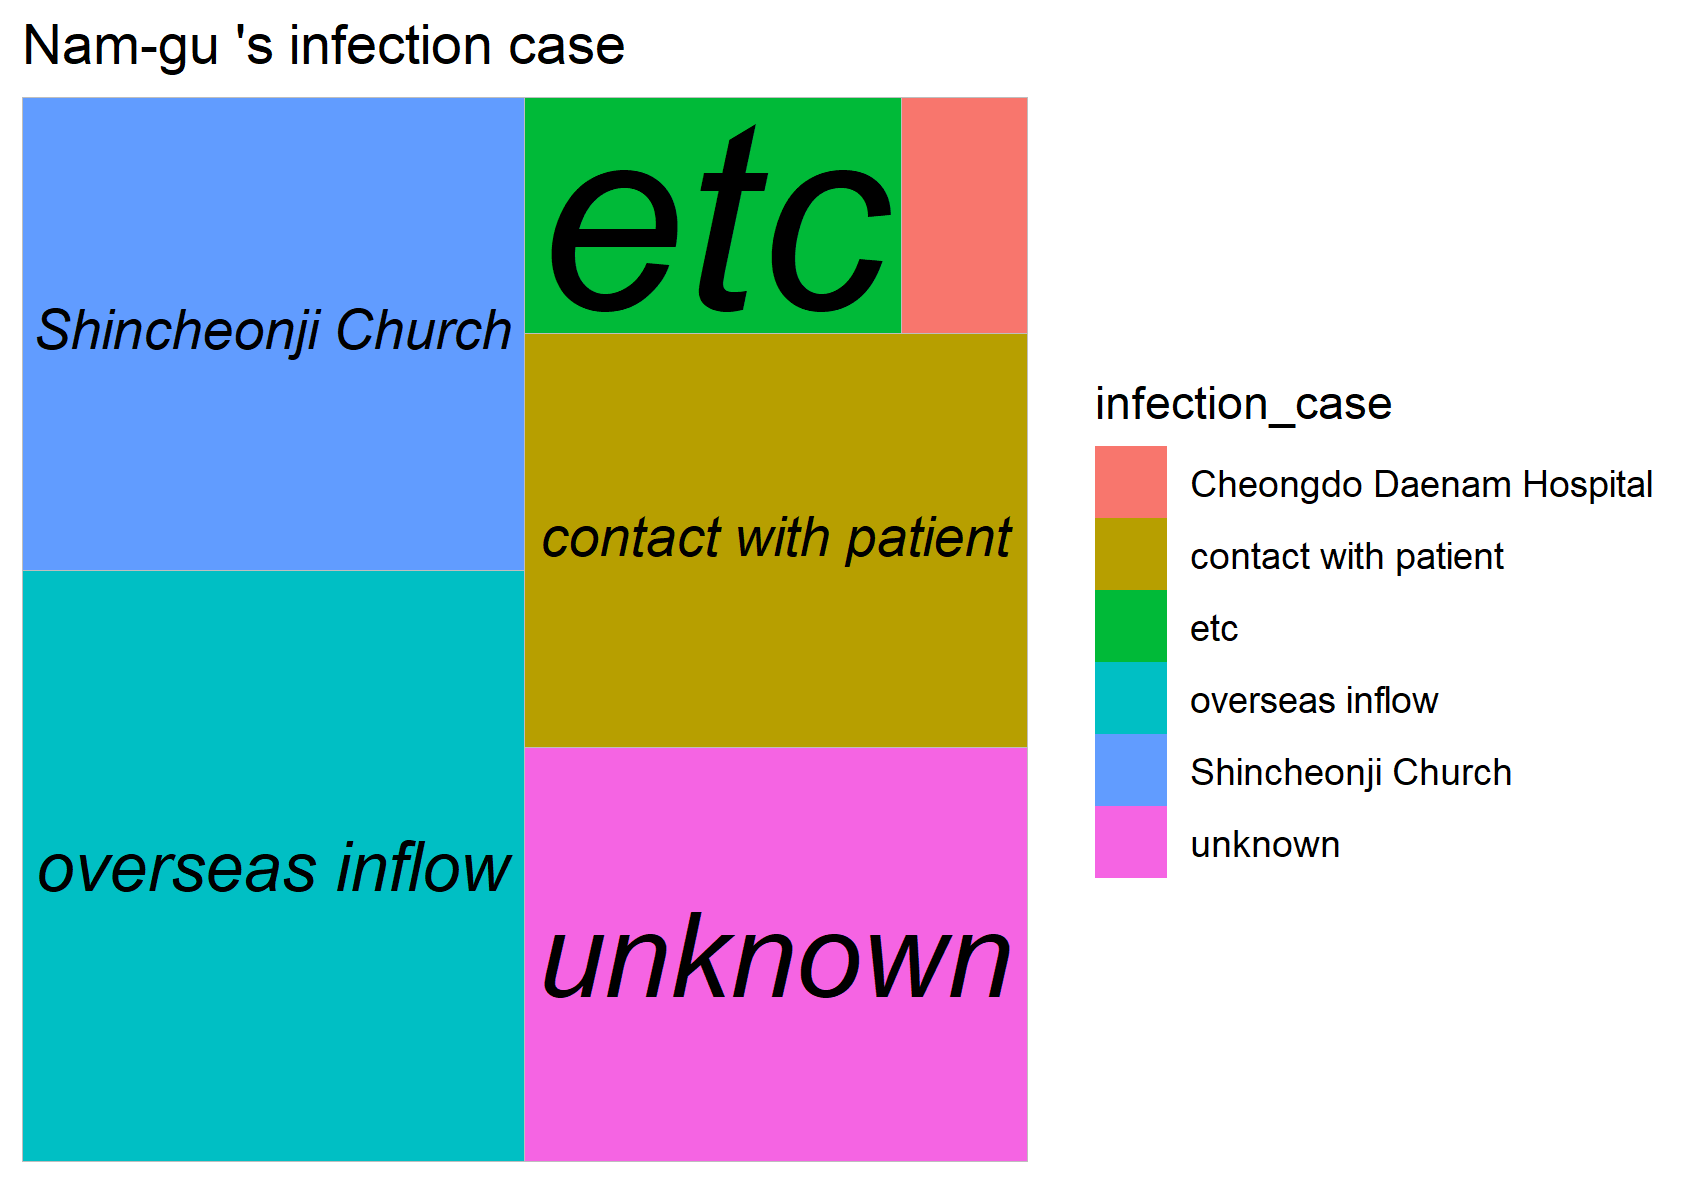 Nam-gu 's infection case
etc
Shincheonji Church
contact with patient
overseas inflow
unknown
infection_case
Cheongdo Daenam Hospital
contact with patient
etc
overseas inflow
Shincheonji Church
unknown